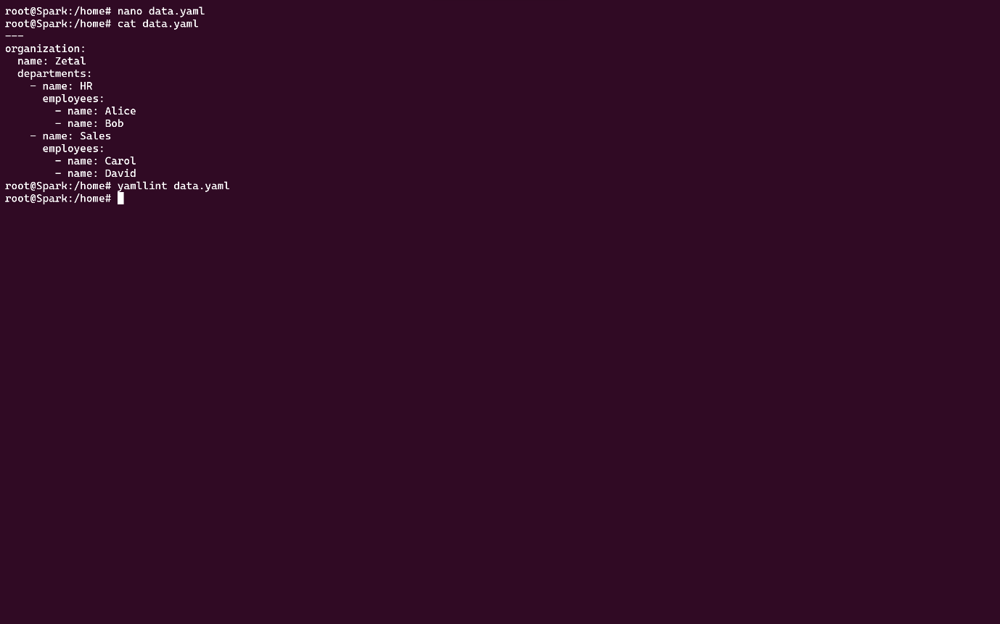 root@Spark:/home# nano data.yaml
root@Spark:/home# cat data.yaml
---
organization:
  name: Zetal
  departments:
    - name: HR
      employees:
        - name: Alice
        - name: Bob
    - name: Sales
      employees:
        - name: Carol
        - name: David
root@Spark:/home# yamllint data.yaml
root@Spark:/home#